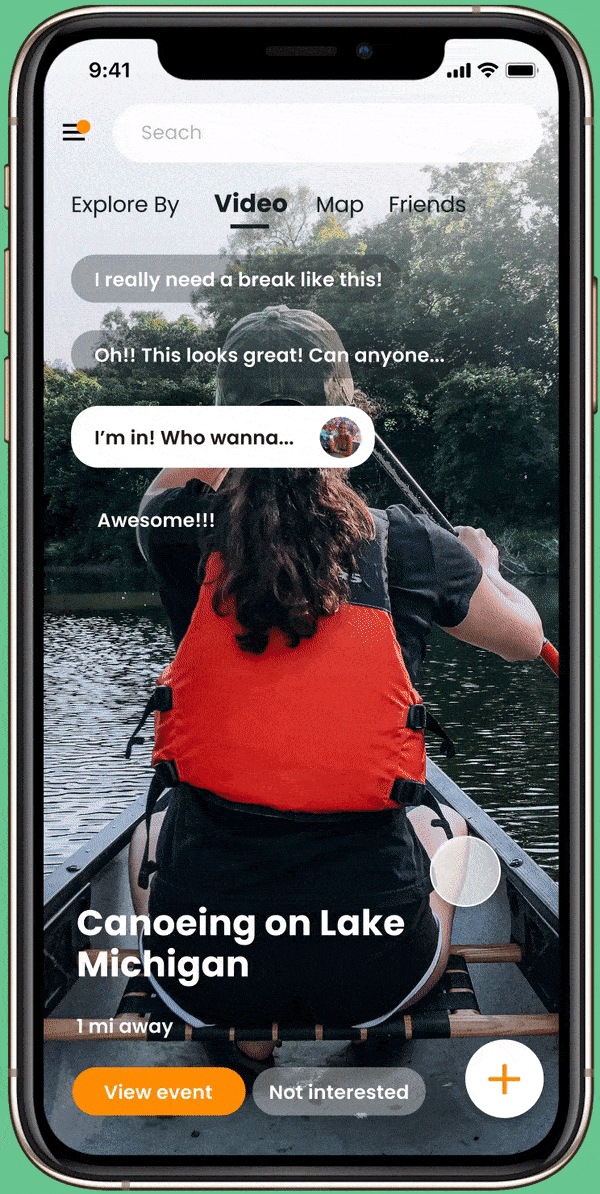 9:41
Seach
Explore By Video Map Friends
I really need a break like this!
Oh!! This looks great! Can anyone...
I'm in! Who wanna...
Awesome!!!
Canoeing on Lake
Michigan
1 mi away
View event Not interested